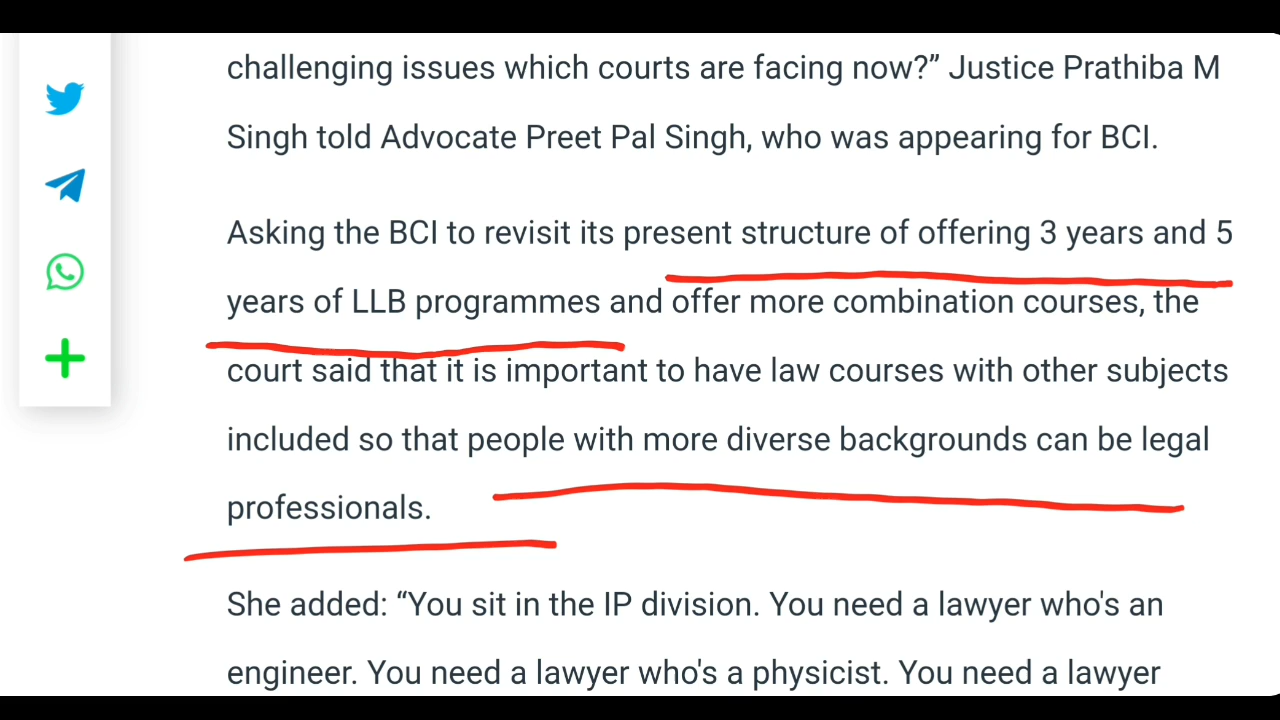 challenging issues which courts are facing now?” Justice Prathiba M
Singh told Advocate Preet Pal Singh, who was appearing for BCI.
Asking the BCI to revisit its present structure of offering 3 years and 5
years of LLB programmes and offer more combination courses, the
court said that it is important to have law courses with other subjects
included so that people with more diverse backgrounds can be legal
professionals.
She added: “You sit in the IP division. You need a lawyer who's an
engineer. You need a lawyer who's a physicist. You need a lawyer